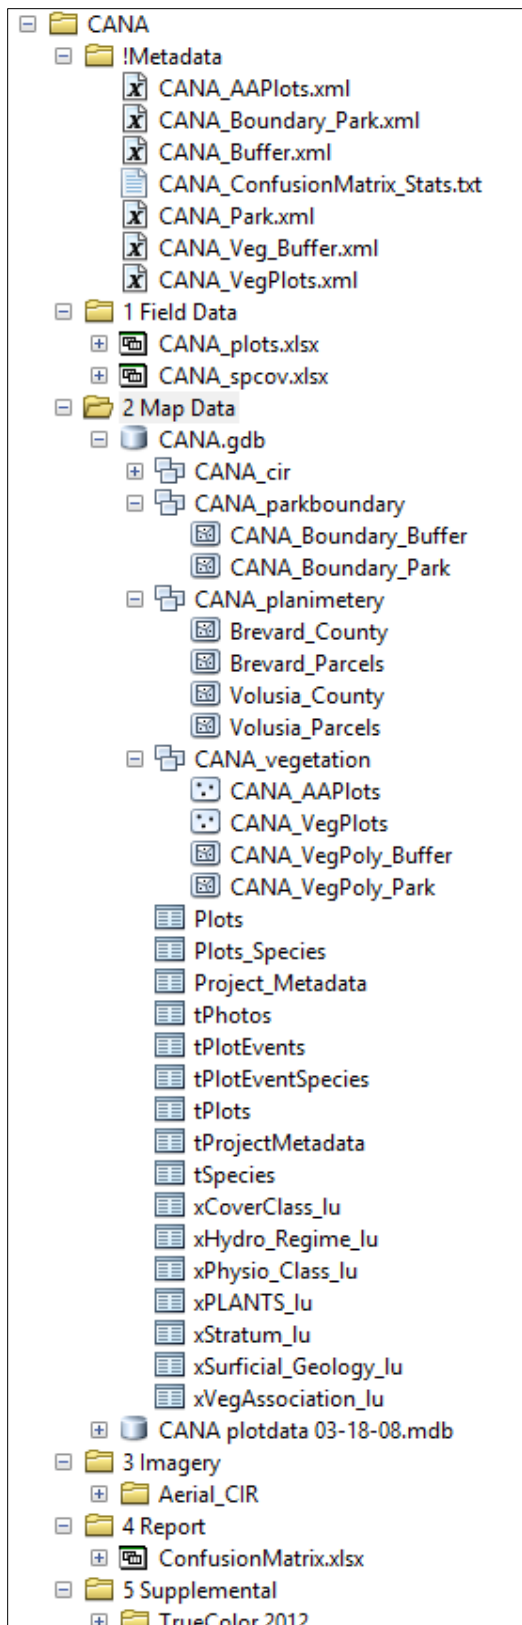 CANA
!Metadata
CANA_AAPlots.xml
CANA_Boundary_Park.xml
CANA_Buffer.xml
CANA_ConfusionMatrix_Stats.txt
CANA_Park.xml
CANA_Veg_Buffer.xml
CANA_VegPlots.xml
1 Field Data
CANA_plots.xlsx
CANA_spcov.xlsx
2 Map Data
CANA.gdb
CANA_cir
CANA_parkboundary
CANA_Boundary_Buffer
CANA_Boundary_Park
CANA_planimetery
Brevard_County
Brevard_Parcels
Volusia_County
Volusia_Parcels
CANA_vegetation
CANA_AAPlots
CANA_VegPlots
CANA_VegPoly_Buffer
CANA_VegPoly_Park
Plots
Plots_Species
Project_Metadata
tPhotos
tPlotEvents
tPlotEventSpecies
tPlots
tProjectMetadata
tSpecies
xCoverClass_lu
xHydro_Regime_lu
xPhysio_Class_lu
xPLANTS_lu
xStratum_lu
xSurficial_Geology_lu
xVegAssociation_lu
CANA plotdata 03-18-08.mdb
3 Imagery
Aerial_CIR
4 Report
ConfusionMatrix.xlsx
5 Supplemental
TrueColor 2012